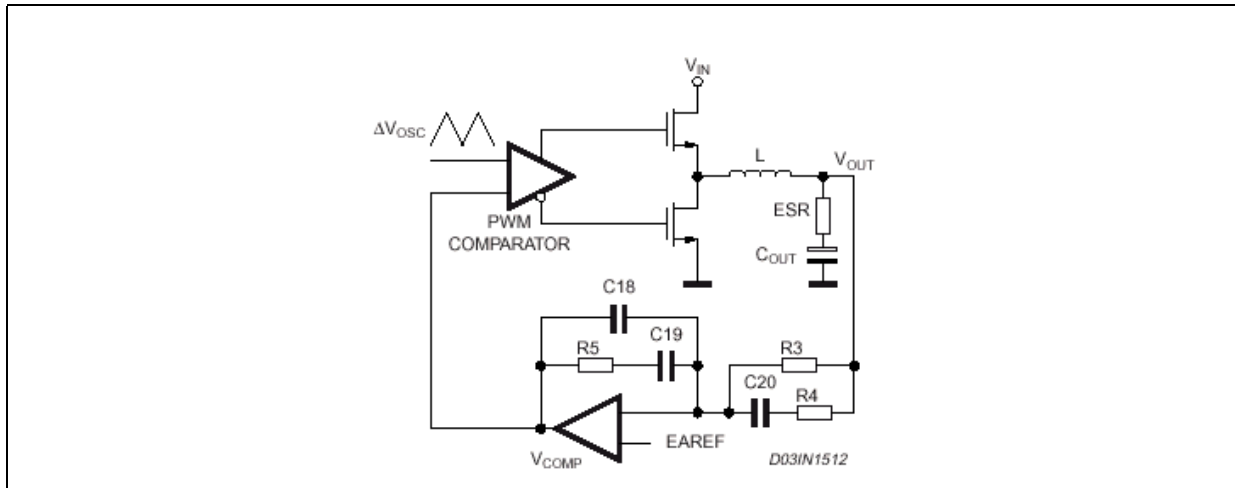 V_IN
ΔV_OSC
L
V_OUT
ESR
PWM
COMPARATOR
C_OUT
C18
C19
R5
R3
C20
R4
EAREF
V_COMP
D03IN1512